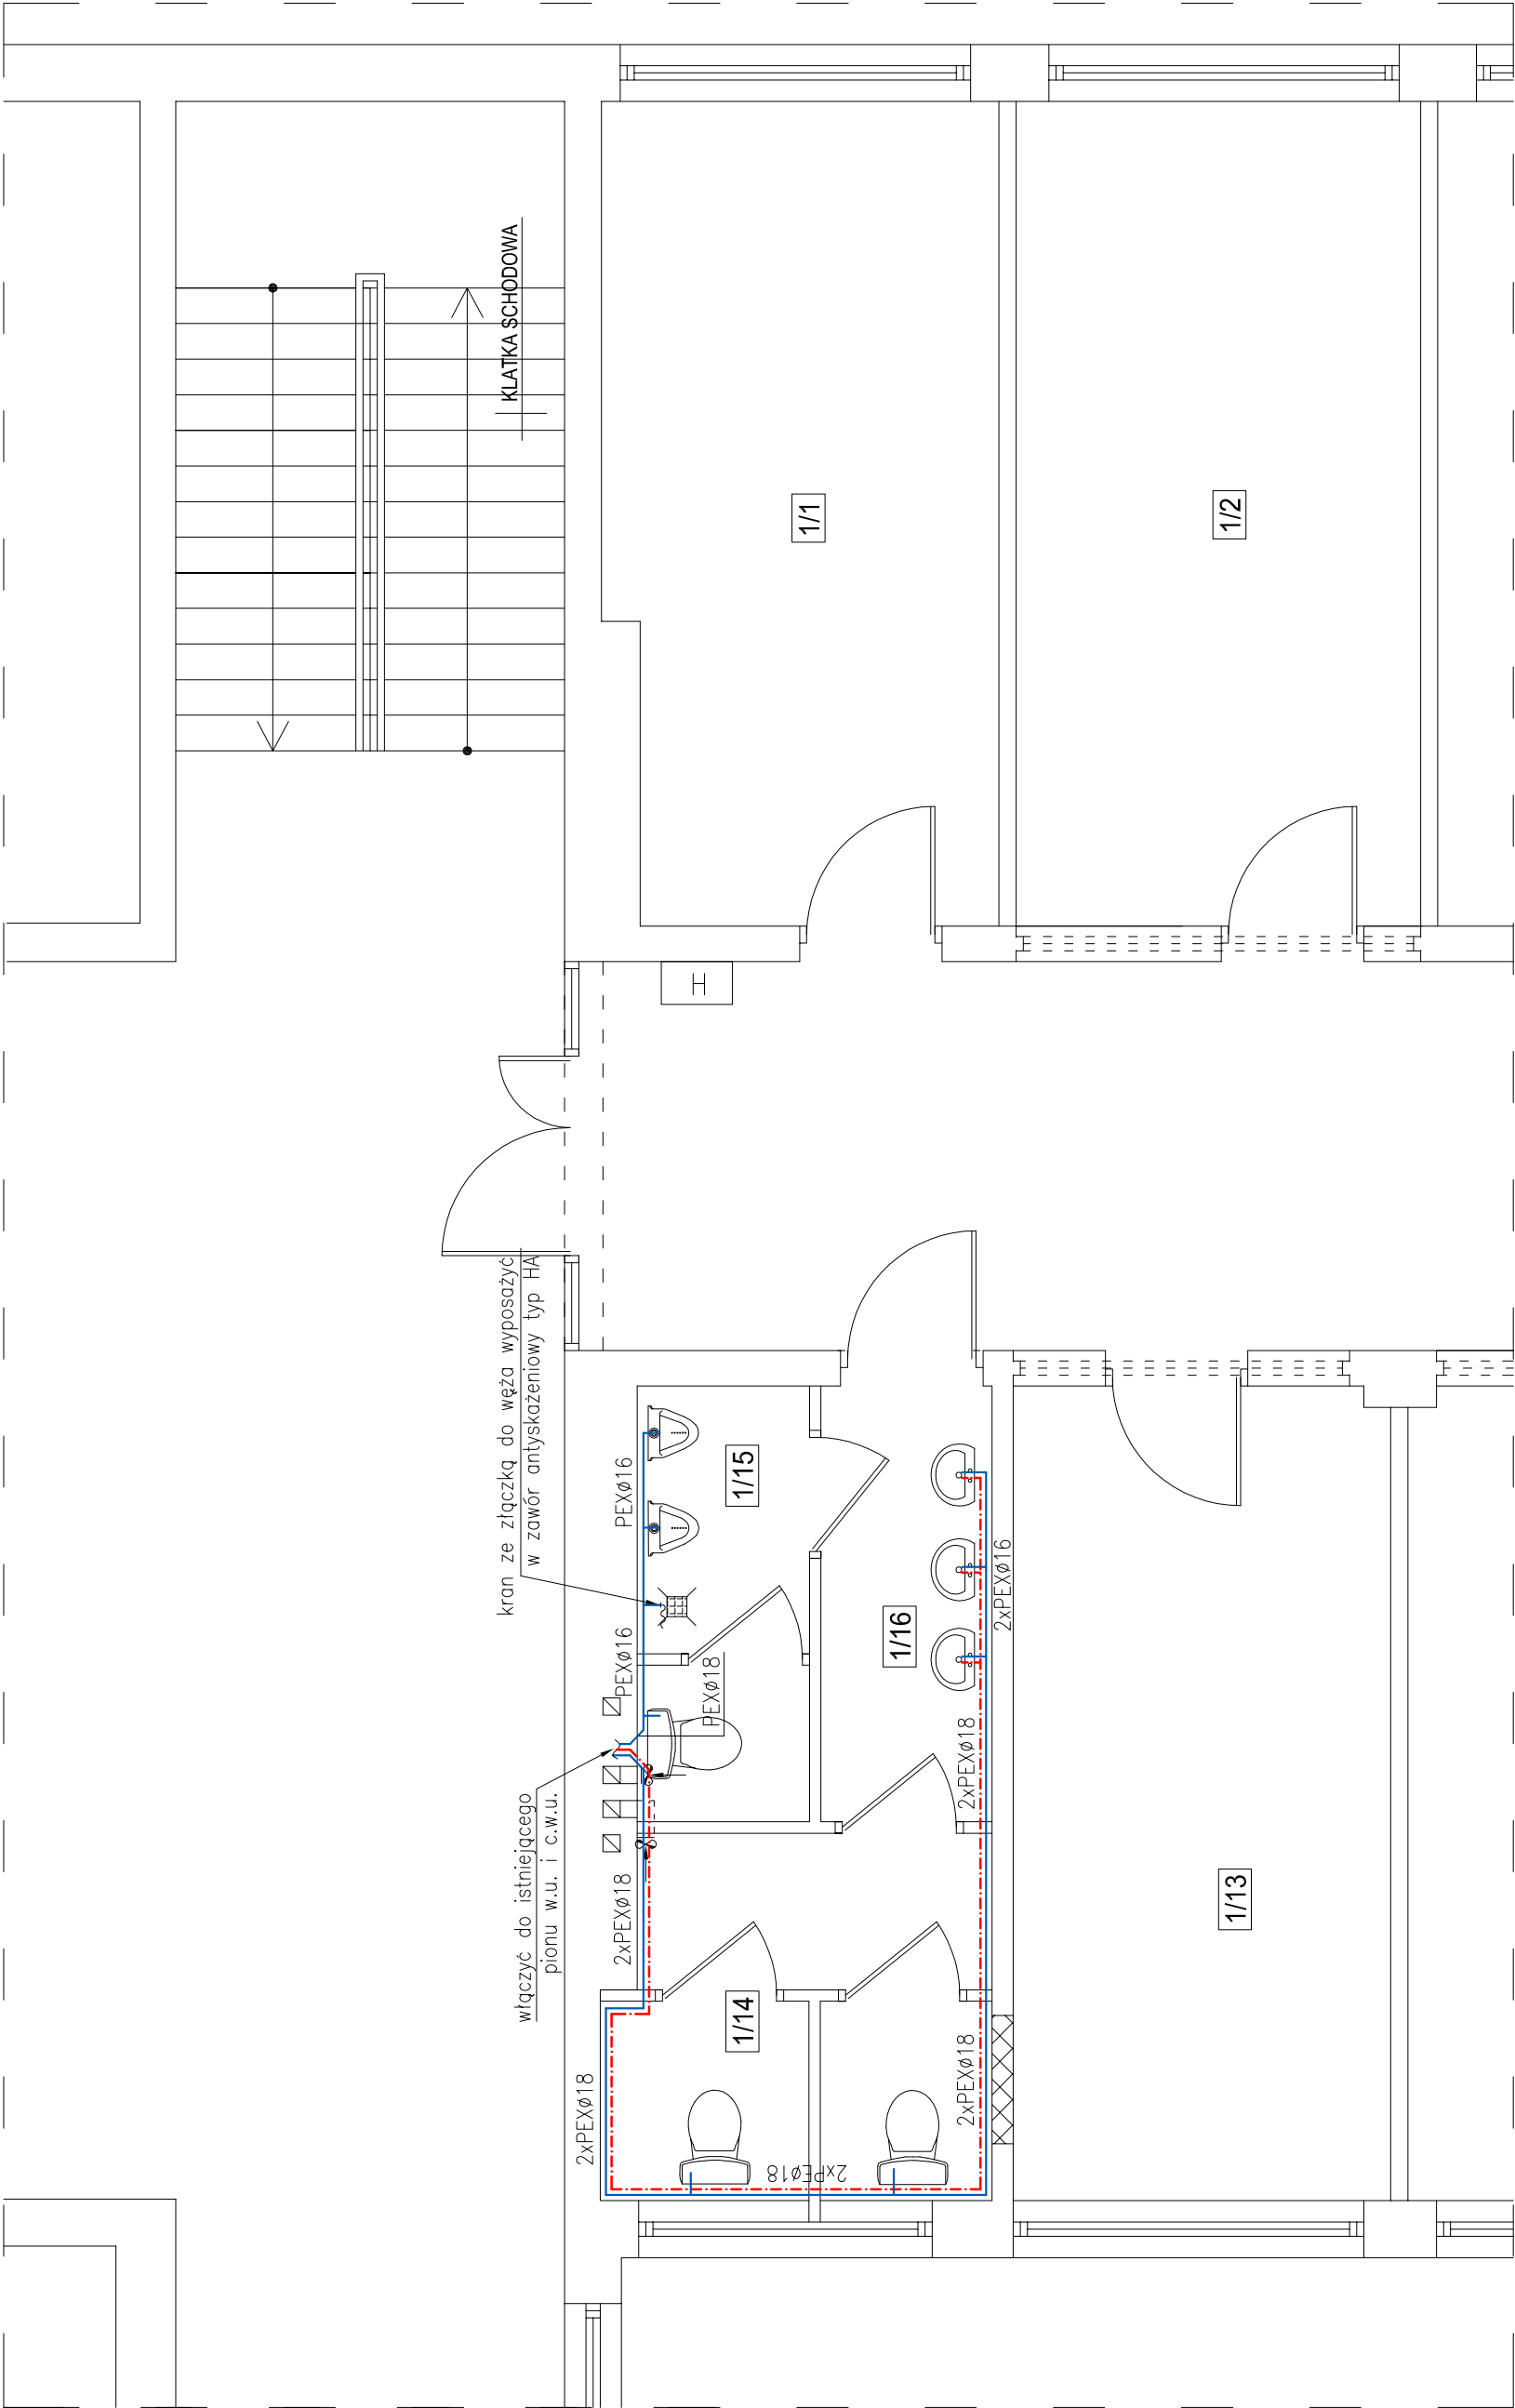 KLATKA SCHODOWA
1/1
1/2
H
kran ze złączką do węża wyposażyć
w zawór antyskażeniowy typ HA
PEXø16
1/15
2xPEXø16
1/16
PEXø16
PEXø18
2xPEXø18
włączyć do istniejącego
pionu w.u. i c.w.u.
2xPEXø18
1/13
1/14
2xPEXø18
2xPEXø18
2xPEø18